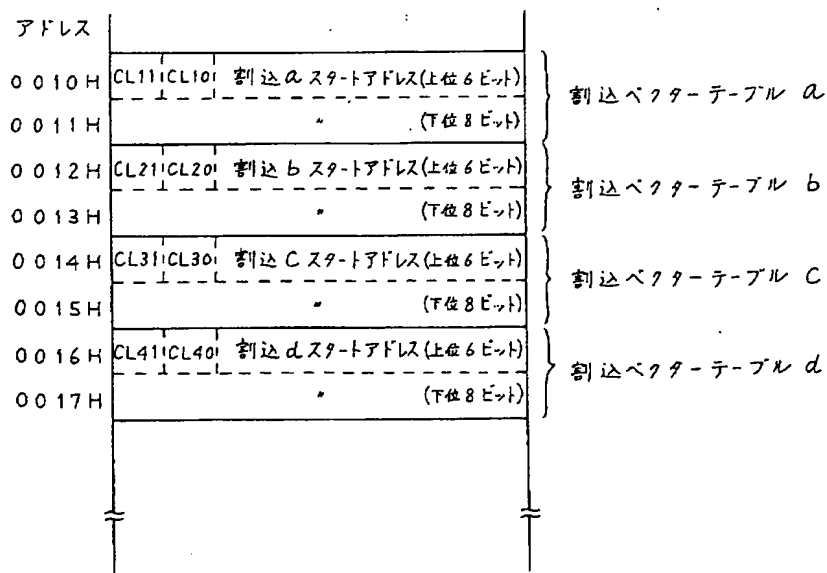 アドレス
0010H CL11 CL10 割込aスタートアドレス(上位6ビット)
0011H 〃 (下位8ビット)
割込ベクターテーブル a
0012H CL21 CL20 割込bスタートアドレス(上位6ビット)
0013H 〃 (下位8ビット)
割込ベクターテーブル b
0014H CL31 CL30 割込Cスタートアドレス(上位6ビット)
0015H 〃 (下位8ビット)
割込ベクターテーブル C
0016H CL41 CL40 割込dスタートアドレス(上位6ビット)
0017H 〃 (下位8ビット)
割込ベクターテーブル d